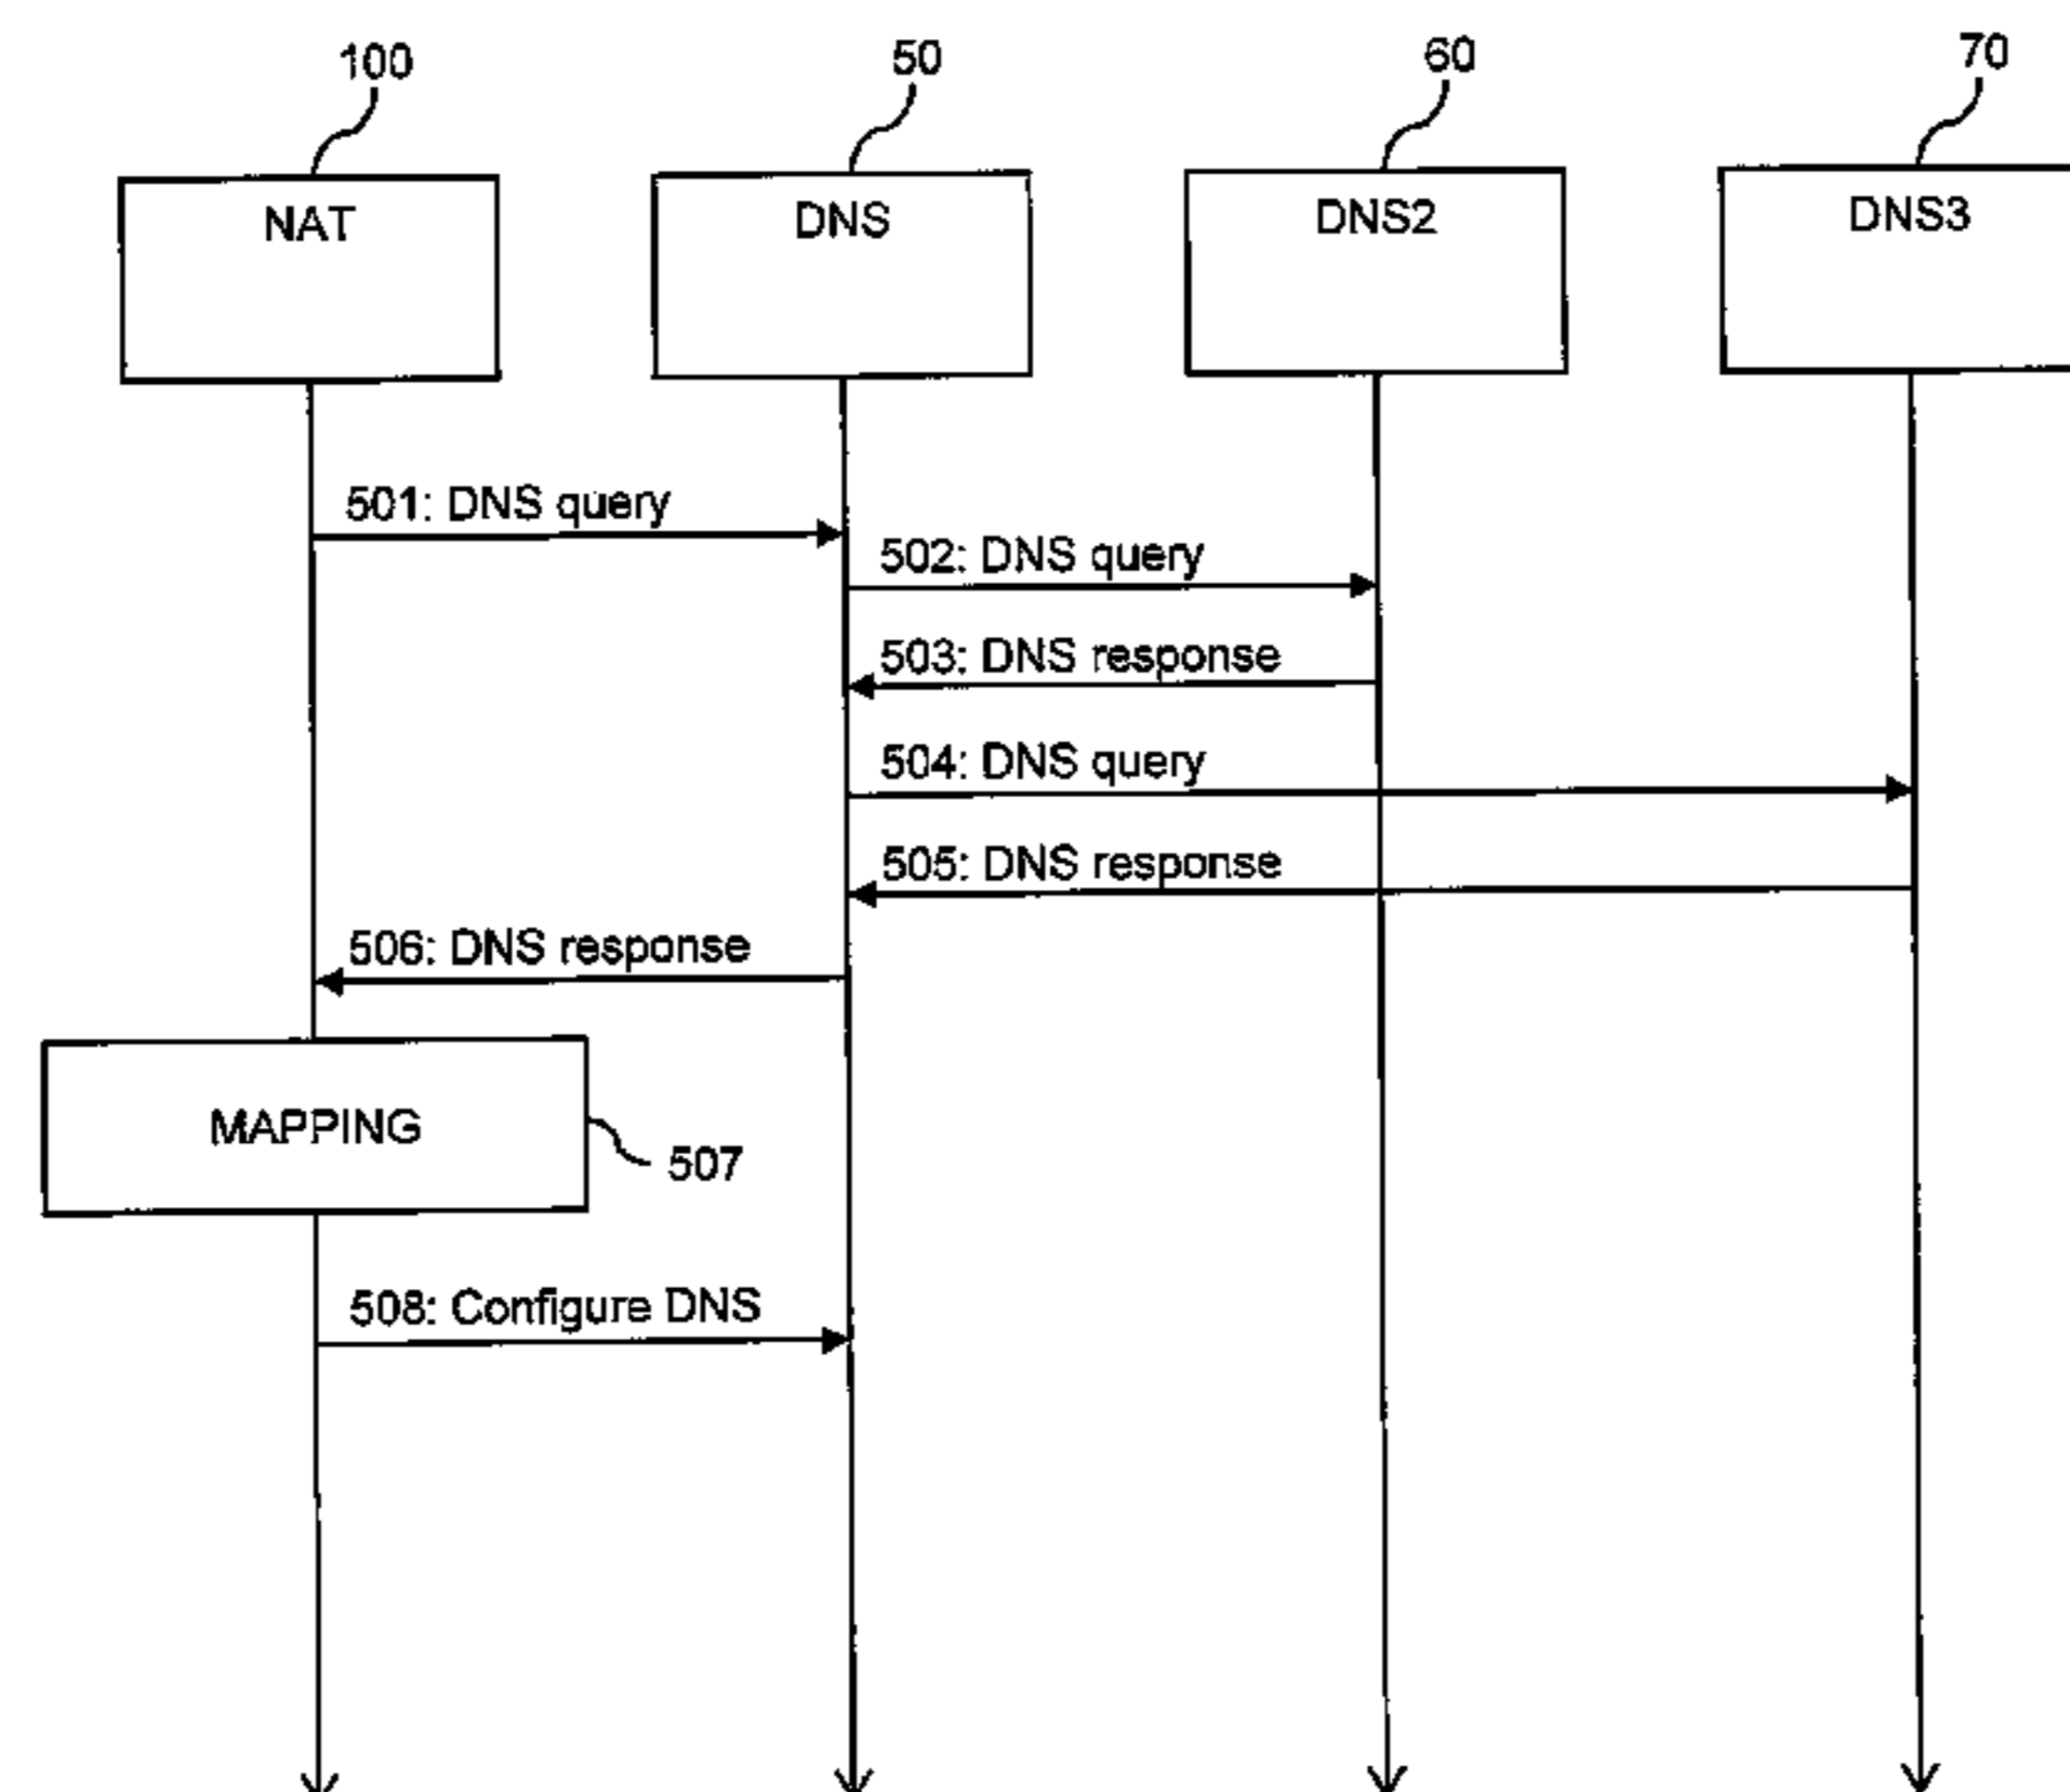 100
50
60
70
NAT
DNS
DNS2
DNS3
501: DNS query
502: DNS query
503: DNS response
504: DNS query
505: DNS response
506: DNS response
MAPPING
507
508: Configure DNS